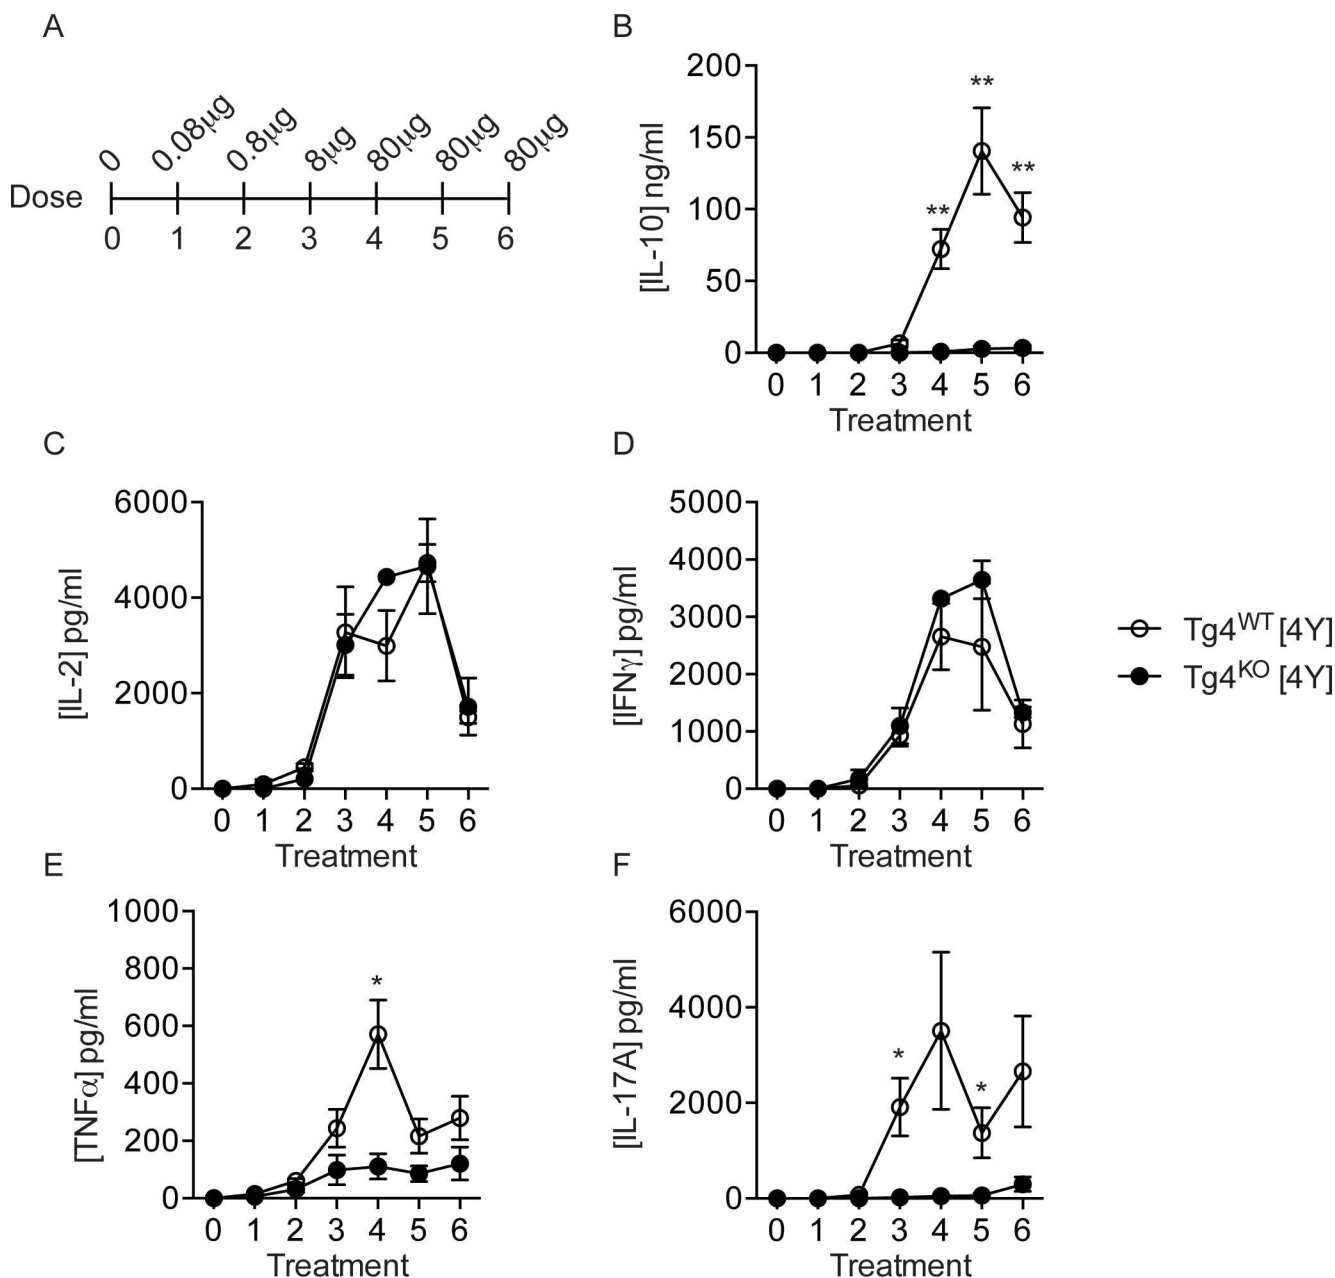 A
0 0.08μg 0.8μg 8μg 80μg 80μg 80μg
Dose
0 1 2 3 4 5 6
B
[IL-10] ng/ml
200
150
100
50
0
**
**
**
0 1 2 3 4 5 6
Treatment
C
[IL-2] pg/ml
6000
4000
2000
0
0 1 2 3 4 5 6
Treatment
D
[IFNγ] pg/ml
5000
4000
3000
2000
1000
0
0 1 2 3 4 5 6
Treatment
Tg4WT [4Y]
Tg4KO [4Y]
E
[TNFα] pg/ml
1000
800
600
400
200
0
*
0 1 2 3 4 5 6
Treatment
F
[IL-17A] pg/ml
6000
4000
2000
0
*
*
0 1 2 3 4 5 6
Treatment